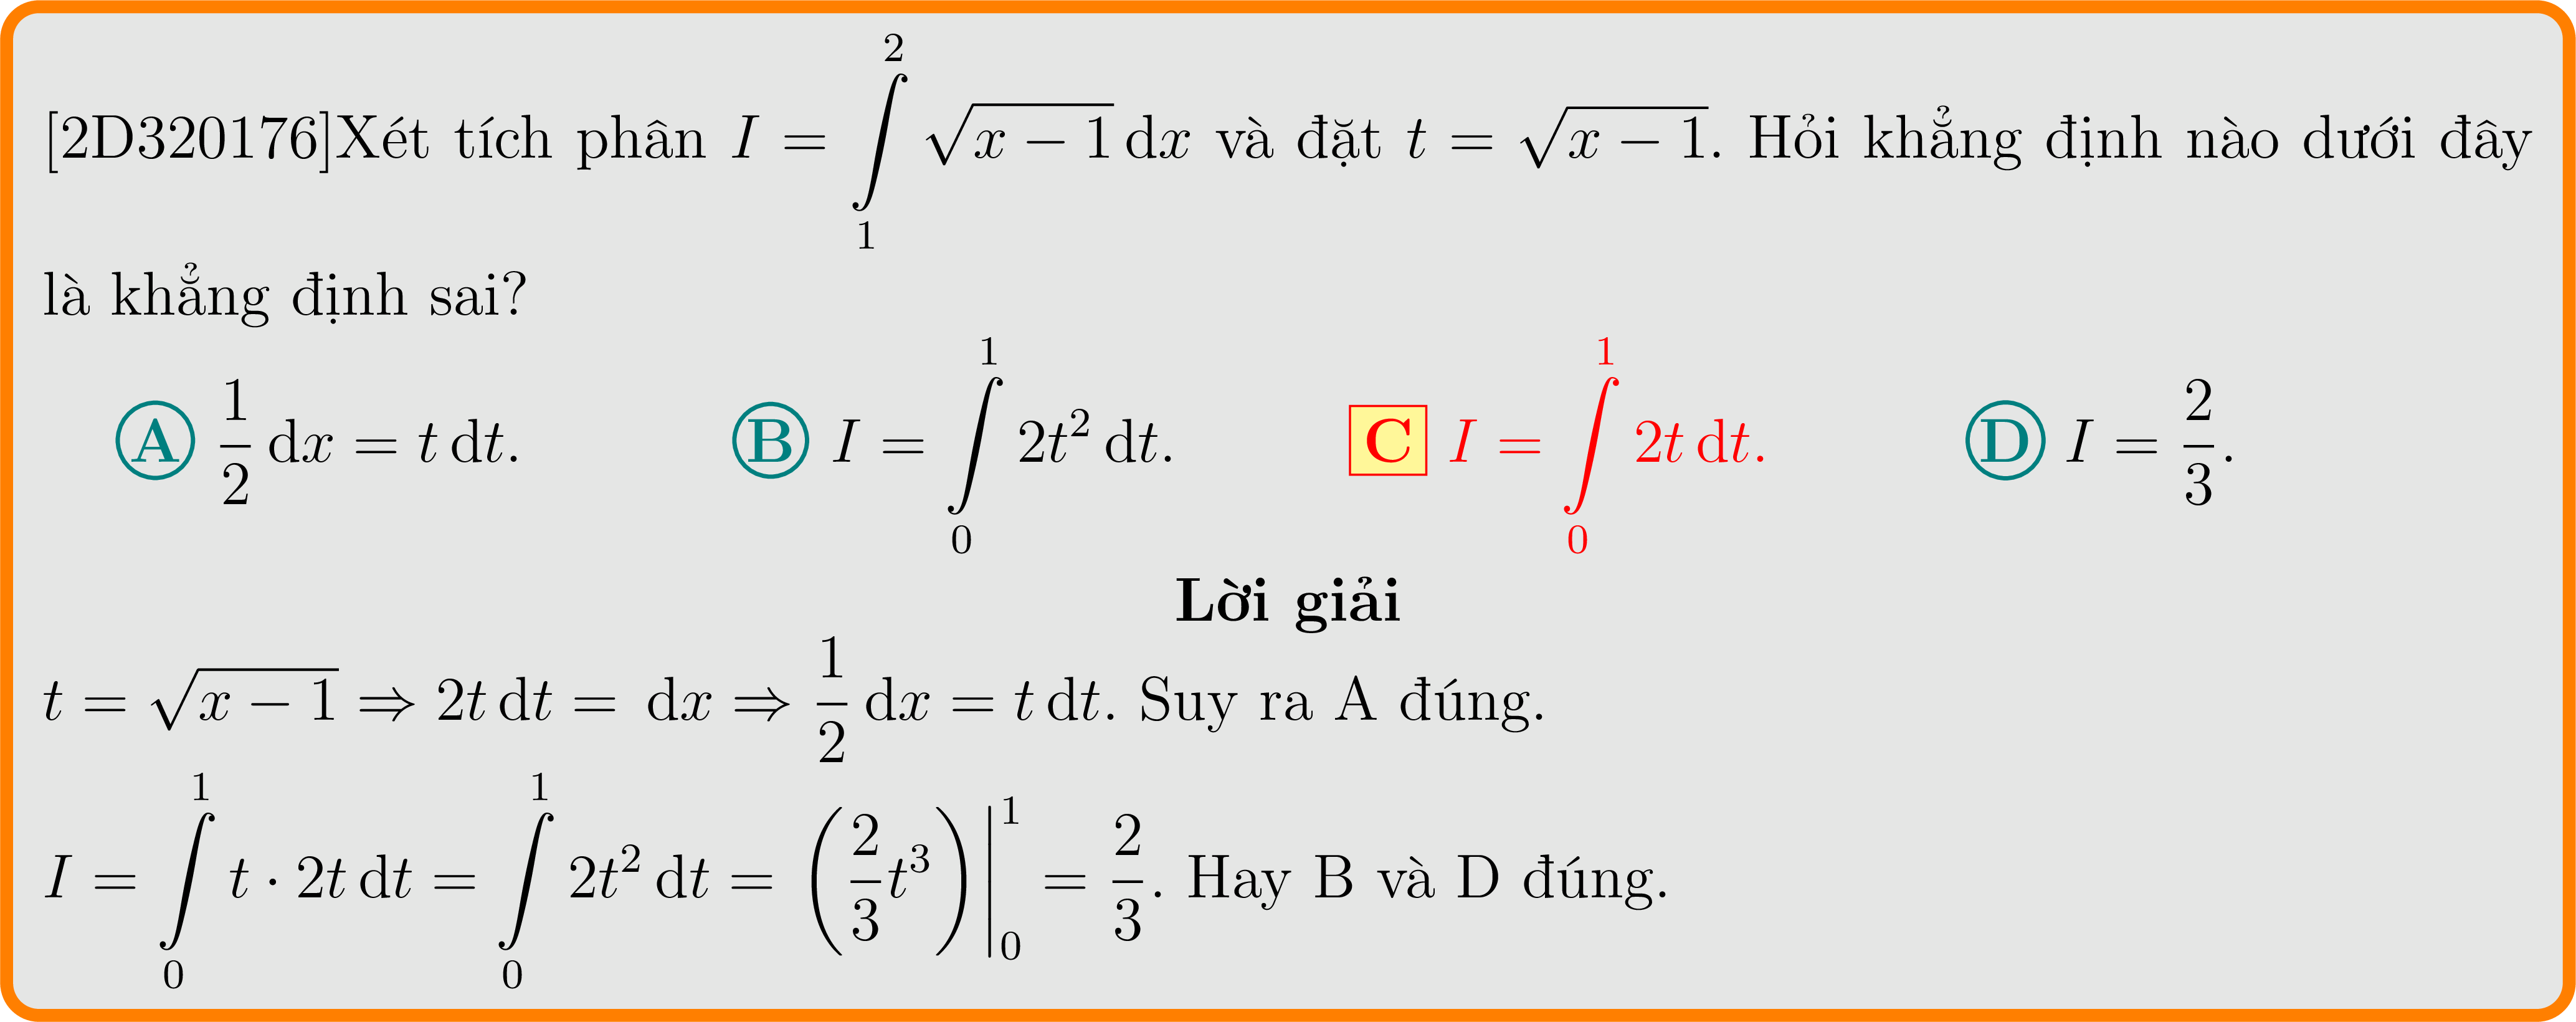 [2D320176]Xét tích phân $I = \int\limits_1^2 \sqrt{x-1}\,\mathrm{d}x$ và đặt $t = \sqrt{x-1}$. Hỏi khẳng định nào dưới đây
là khẳng định sai?
A $\frac{1}{2}\,\mathrm{d}x = t\,\mathrm{d}t$. B $I = \int\limits_0^1 2t^2\,\mathrm{d}t$. C $I = \int\limits_0^1 2t\,\mathrm{d}t$. D $I = \frac{2}{3}$.
Lời giải
$t = \sqrt{x-1} \Rightarrow 2t\,\mathrm{d}t = \mathrm{d}x \Rightarrow \frac{1}{2}\,\mathrm{d}x = t\,\mathrm{d}t$. Suy ra A đúng.
$I = \int\limits_0^1 t \cdot 2t\,\mathrm{d}t = \int\limits_0^1 2t^2\,\mathrm{d}t = \left(\frac{2}{3}t^3\right)\Big|_0^1 = \frac{2}{3}$. Hay B và D đúng.